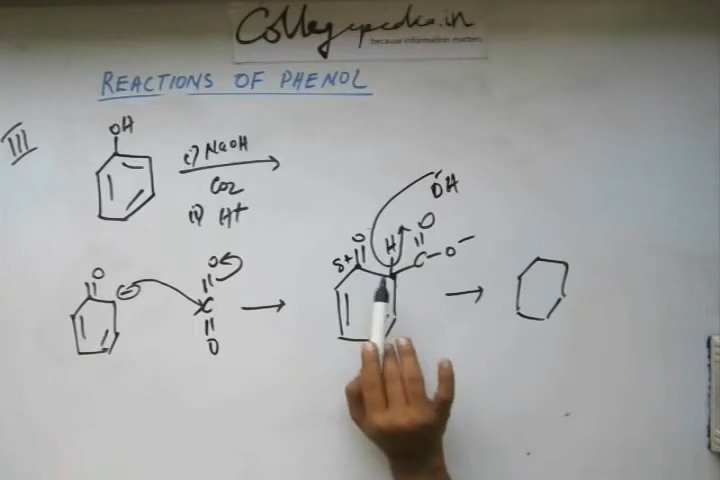 Collegepedia.in
because information matters
REACTIONS OF PHENOL
III
OH
i) NaOH
CO2
ii) H+
O
O
C
O
δ+ O
H
O
C-O-
OH